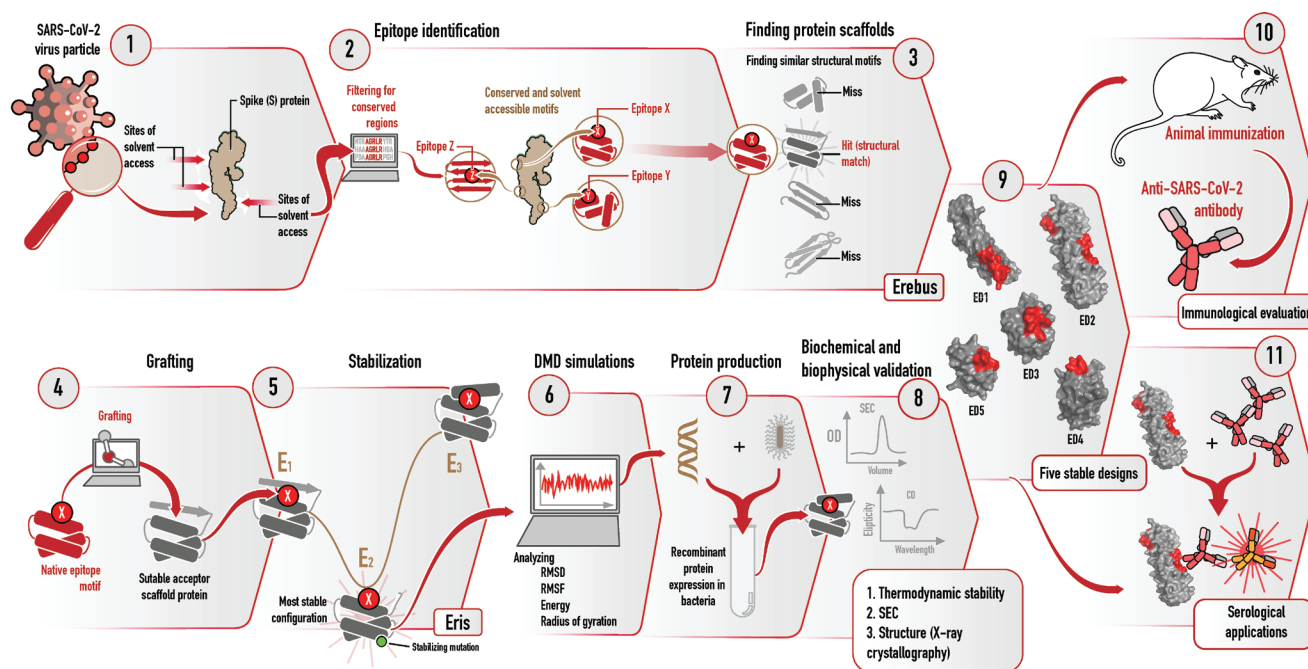 SARS-CoV-2
virus particle
1
Spike (S) protein
Sites of
solvent
access
Sites of
solvent
access
Epitope identification
2
Filtering for
conserved
regions
NTRAGRLRYTR
HAAAGRLRHDA
PDAAGRLRPGH
Conserved and solvent
accessible motifs
Epitope Z
Z
X
Epitope X
Y
Epitope Y
Finding protein scaffolds
3
Finding similar structural motifs
Miss
X
Hit (structural
match)
Miss
Miss
Erebus
Grafting
4
Grafting
X
Native epitope
motif
Sutable acceptor
scaffold protein
Stabilization
5
E1
X
E2
X
E3
X
Most stable
configuration
Stabilizing mutation
Eris
DMD simulations
6
Analyzing
RMSD
RMSF
Energy
Radius of gyration
Protein production
7
+
Recombinant
protein
expression in
bacteria
X
Biochemical and
biophysical validation
8
SEC
OD
Volume
CD
Elipticity
Wavelength
1. Thermodynamic stability
2. SEC
3. Structure (X-ray
crystallography)
9
ED1
ED2
ED3
ED5
ED4
Five stable designs
10
Animal immunization
Anti-SARS-CoV-2
antibody
Immunological evaluation
11
+
Serological
applications